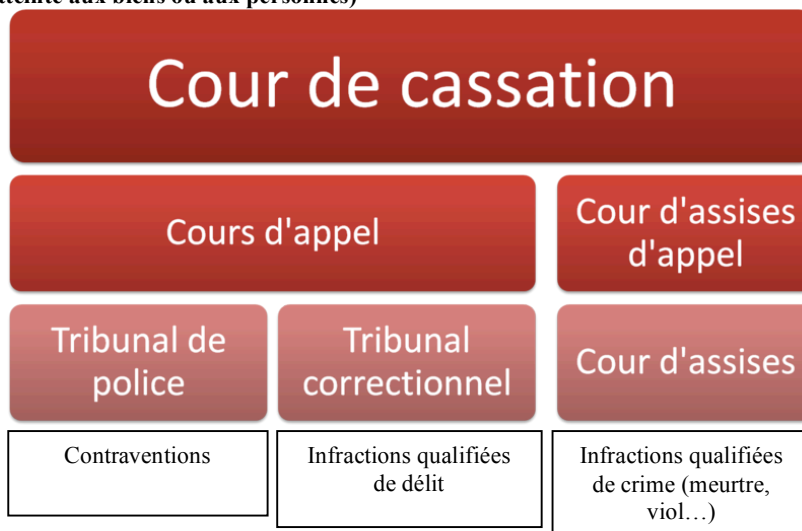 aux biens ou aux personnes)
Cour de cassation
Cours d'appel
Cour d'assises
d'appel
Tribunal de
police
Tribunal
correctionnel
Cour d'assises
Contraventions
Infractions qualifiées
de délit
Infractions qualifiées
de crime (meurtre,
viol…)